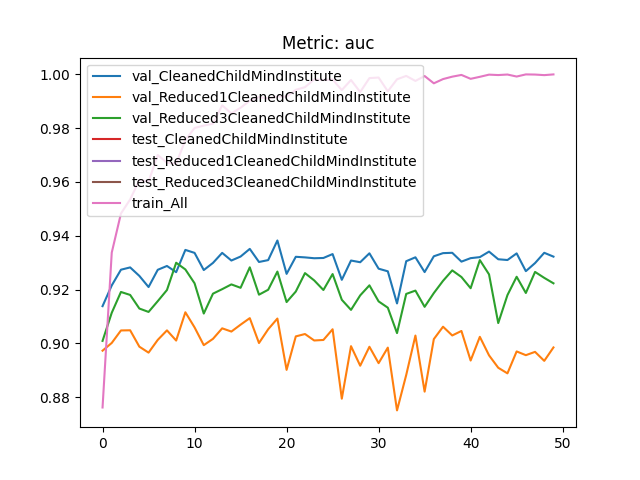 Metric: auc
1.00
0.98
0.96
0.94
0.92
0.90
0.88
val_CleanedChildMindInstitute
val_Reduced1CleanedChildMindInstitute
val_Reduced3CleanedChildMindInstitute
test_CleanedChildMindInstitute
test_Reduced1CleanedChildMindInstitute
test_Reduced3CleanedChildMindInstitute
train_All
0 10 20 30 40 50